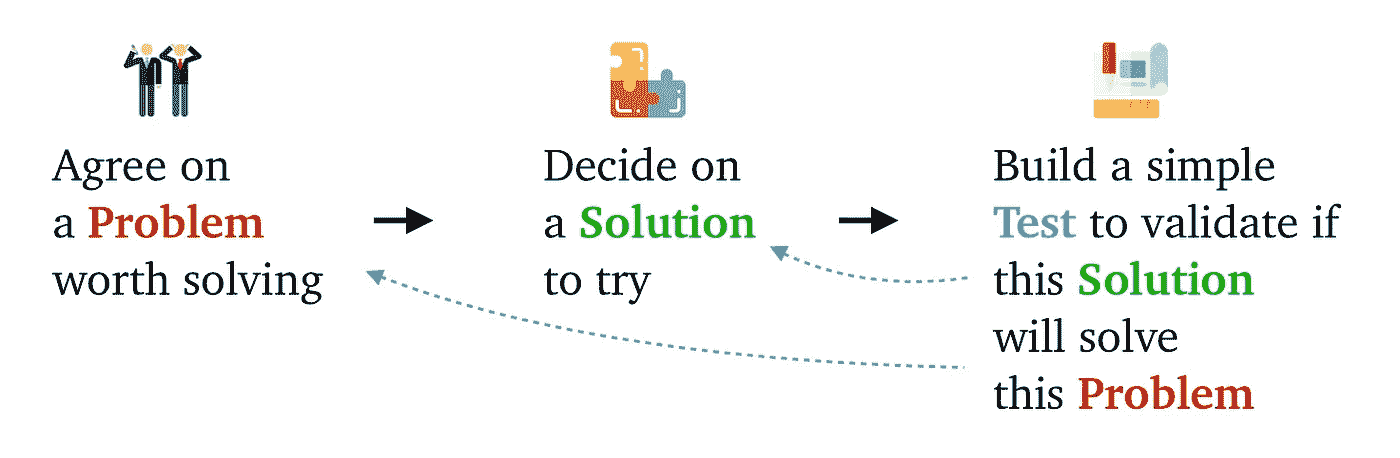 Agree on
a Problem
worth solving
Decide on
a Solution
to try
Build a simple
Test to validate if
this Solution
will solve
this Problem